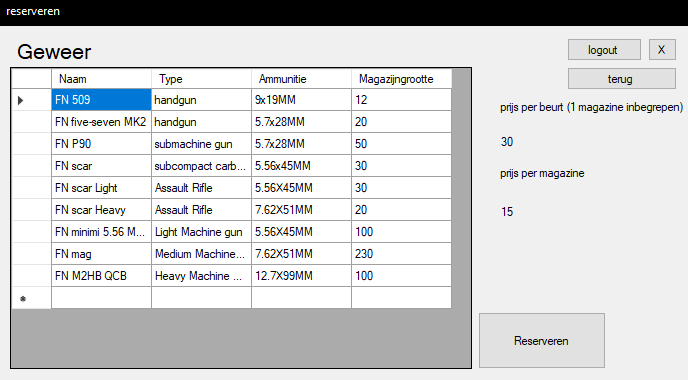 reserveren
Geweer
logout X
terug
Naam Type Ammunitie Magazijngrootte
FN 509 handgun 9x19MM 12
FN five-seven MK2 handgun 5.7x28MM 20
FN P90 submachine gun 5.7x28MM 50
FN scar subcompact carb... 5.56x45MM 30
FN scar Light Assault Rifle 5.56X45MM 30
FN scar Heavy Assault Rifle 7.62X51MM 20
FN minimi 5.56 M... Light Machine gun 5.56X45MM 100
FN mag Medium Machine... 7.62X51MM 230
FN M2HB QCB Heavy Machine ... 12.7X99MM 100
prijs per beurt (1 magazine inbegrepen)
30
prijs per magazine
15
Reserveren